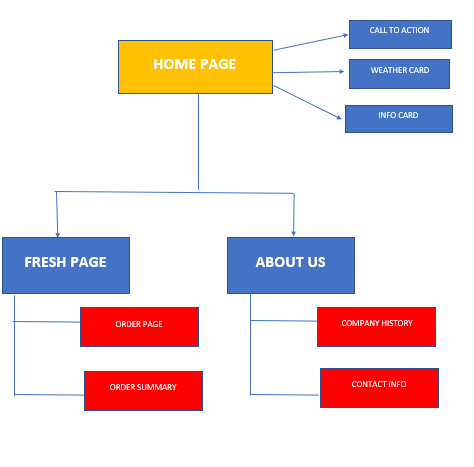 CALL TO ACTION
HOME PAGE
WEATHER CARD
INFO CARD
FRESH PAGE
ABOUT US
ORDER PAGE
COMPANY HISTORY
ORDER SUMMARY
CONTACT INFO